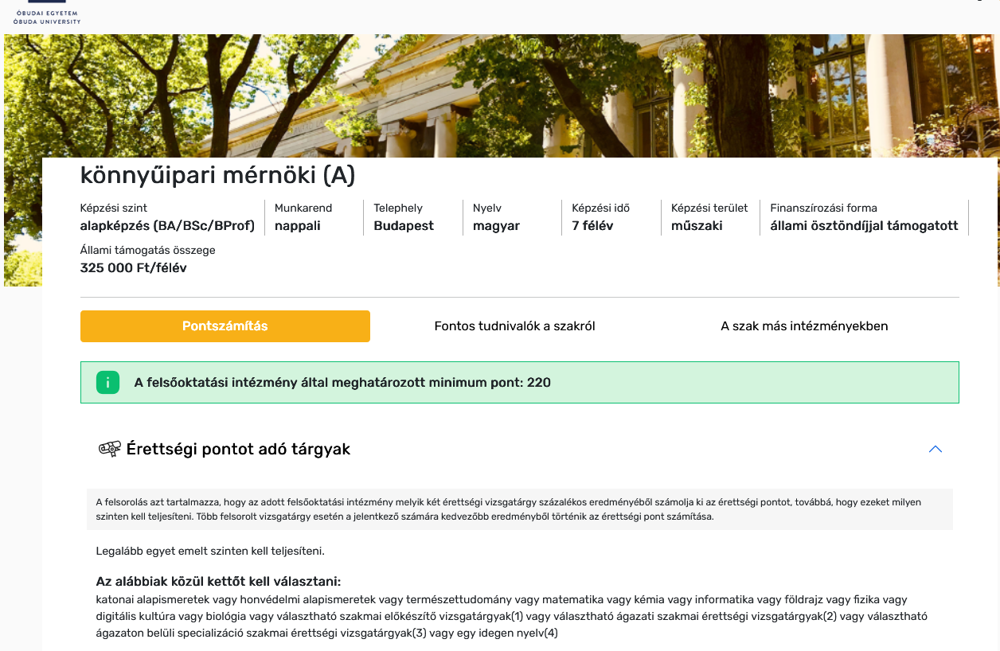 ÓBUDAI EGYETEM
ÓBUDA UNIVERSITY
könnyűipari mérnöki (A)
Képzési szint
alapképzés (BA/BSc/BProf)
Munkarend
nappali
Telephely
Budapest
Nyelv
magyar
Képzési idő
7 félév
Képzési terület
műszaki
Finanszírozási forma
állami ösztöndíjjal támogatott
Állami támogatás összege
325 000 Ft/félév
Pontszámítás
Fontos tudnivalók a szakról
A szak más intézményekben
A felsőoktatási intézmény által meghatározott minimum pont: 220
Érettségi pontot adó tárgyak
A felsorolás azt tartalmazza, hogy az adott felsőoktatási intézmény melyik két érettségi vizsgatárgy százalékos eredményéből számolja ki az érettségi pontot, továbbá, hogy ezeket milyen
szinten kell teljesíteni. Több felsorolt vizsgatárgy esetén a jelentkező számára kedvezőbb eredményből történik az érettségi pont számítása.
Legalább egyet emelt szinten kell teljesíteni.
Az alábbiak közül kettőt kell választani:
katonai alapismeretek vagy honvédelmi alapismeretek vagy természettudomány vagy matematika vagy kémia vagy informatika vagy földrajz vagy fizika vagy
digitális kultúra vagy biológia vagy választható szakmai előkészítő vizsgatárgyak(1) vagy választható ágazati szakmai érettségi vizsgatárgyak(2) vagy választható
ágazaton belüli specializáció szakmai érettségi vizsgatárgyak(3) vagy egy idegen nyelv(4)